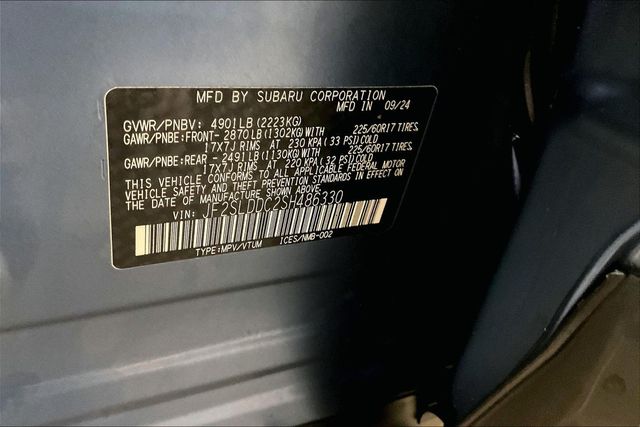 MFD BY SUBARU CORPORATION
MFD IN 09/24
GVWR/PNBV: 4901LB(2223KG)
GAWR/PNBE:FRONT- 2870LB(1302KG)WITH 225/60R17 TIRES,
17X7J RIMS AT 230 KPA(33 PSI)COLD
GAWR/PNBE:REAR - 2491LB(1130KG)WITH 225/60R17 TIRES,
17X7J RIMS AT 220 KPA(32 PSI)COLD
THIS VEHICLE CONFORMS TO ALL APPLICABLE FEDERAL MOTOR
VEHICLE SAFETY AND BUMPER STANDARDS IN EFFECT ON
THE DATE OF MANUFACTURE SHOWN ABOVE.
VIN: JF2SLDDC2SH486330
TYPE:MPV/VTUM ICES/NMB-002